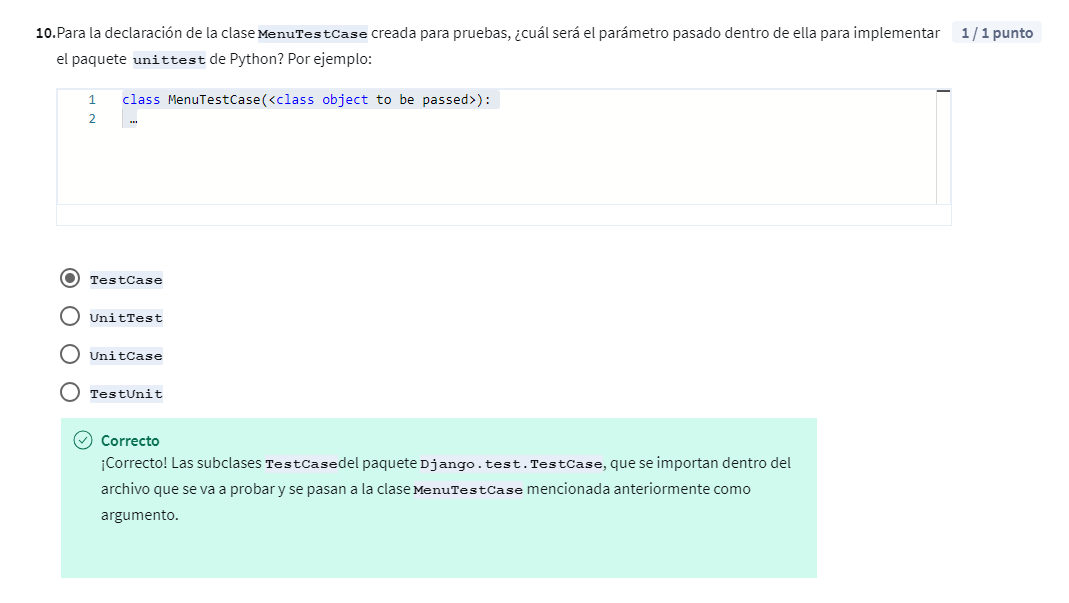 10. Para la declaración de la clase MenuTestCase creada para pruebas, ¿cuál será el parámetro pasado dentro de ella para implementar 1 / 1 punto
el paquete unittest de Python? Por ejemplo:
1 class MenuTestCase(<class object to be passed>):
2 …
TestCase
UnitTest
UnitCase
TestUnit
Correcto
¡Correcto! Las subclases TestCasedel paquete Django.test.TestCase, que se importan dentro del
archivo que se va a probar y se pasan a la clase MenuTestCase mencionada anteriormente como
argumento.